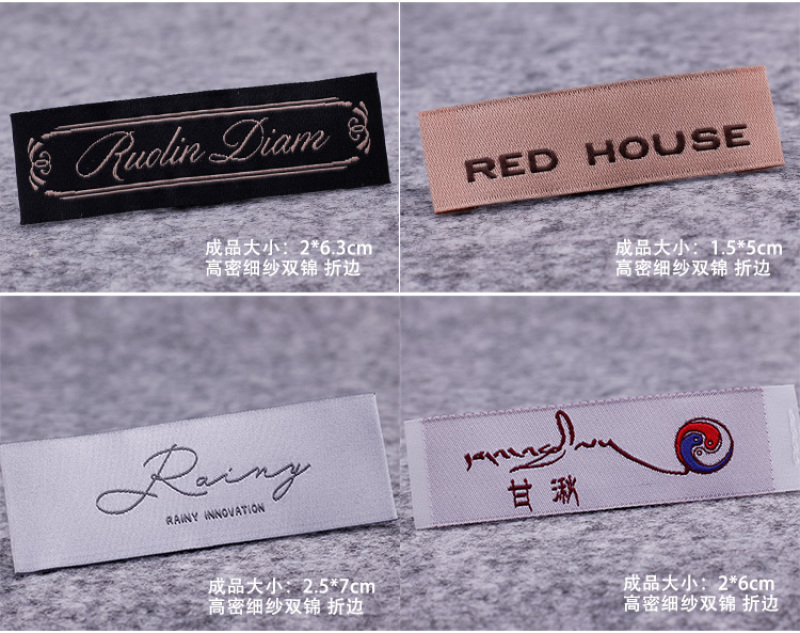 Ruolin Diam
成品大小：2*6.3cm
高密细纱双锦 折边
RED HOUSE
成品大小：1.5*5cm
高密细纱双锦 折边
Rainy
RAINY INNOVATION
成品大小：2.5*7cm
高密细纱双锦 折边
甘湫
成品大小：2*6cm
高密细纱双锦 折边